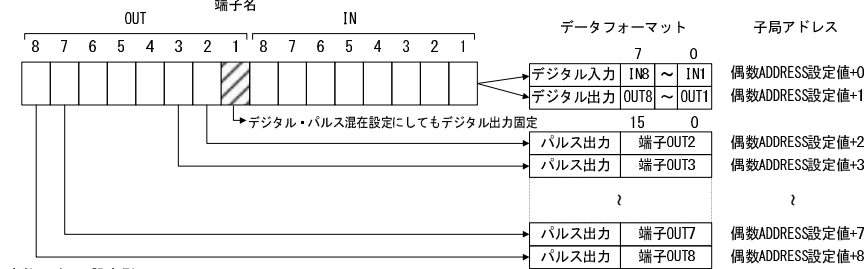 端子名
OUT IN
データフォーマット 子局アドレス
8 7 6 5 4 3 2 1 8 7 6 5 4 3 2 1
7 0
デジタル入力 IN8 ～ IN1 偶数ADDRESS設定値+0
デジタル出力 OUT8 ～ OUT1 偶数ADDRESS設定値+1
デジタル・パルス混在設定にしてもデジタル出力固定
15 0
パルス出力 端子OUT2 偶数ADDRESS設定値+2
パルス出力 端子OUT3 偶数ADDRESS設定値+3
～ ～
パルス出力 端子OUT7 偶数ADDRESS設定値+7
パルス出力 端子OUT8 偶数ADDRESS設定値+8